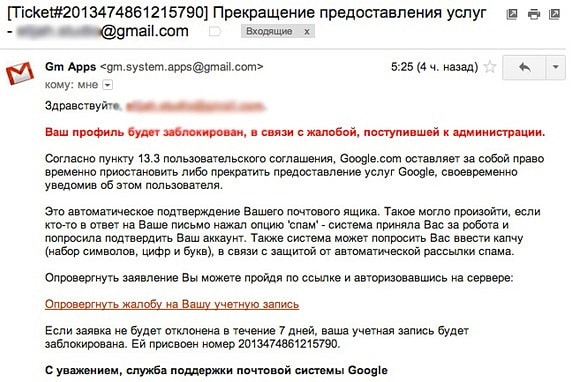 [Ticket#2013474861215790] Прекращение предоставления услуг
- @gmail.com Входящие x
Gm Apps <gm.system.apps@gmail.com> 5:25 (4 ч. назад)
кому: мне
Здравствуйте,
Ваш профиль будет заблокирован, в связи с жалобой, поступившей к администрации.
Согласно пункту 13.3 пользовательского соглашения, Google.com оставляет за собой право
временно приостановить либо прекратить предоставление услуг Google, своевременно
уведомив об этом пользователя.
Это автоматическое подтверждение Вашего почтового ящика. Такое могло произойти, если
кто-то в ответ на Ваше письмо нажал опцию 'спам' - система приняла Вас за робота и
попросила подтвердить Ваш аккаунт. Также система может попросить Вас ввести капчу
(набор символов, цифр и букв), в связи с защитой от автоматической рассылки спама.
Опровергнуть заявление Вы можете пройдя по ссылке и авторизовавшись на сервере:
Опровергнуть жалобу на Вашу учетную запись
Если заявка не будет отклонена в течение 7 дней, ваша учетная запись будет
заблокирована. Ей присвоен номер 2013474861215790.
С уважением, служба поддержки почтовой системы Google